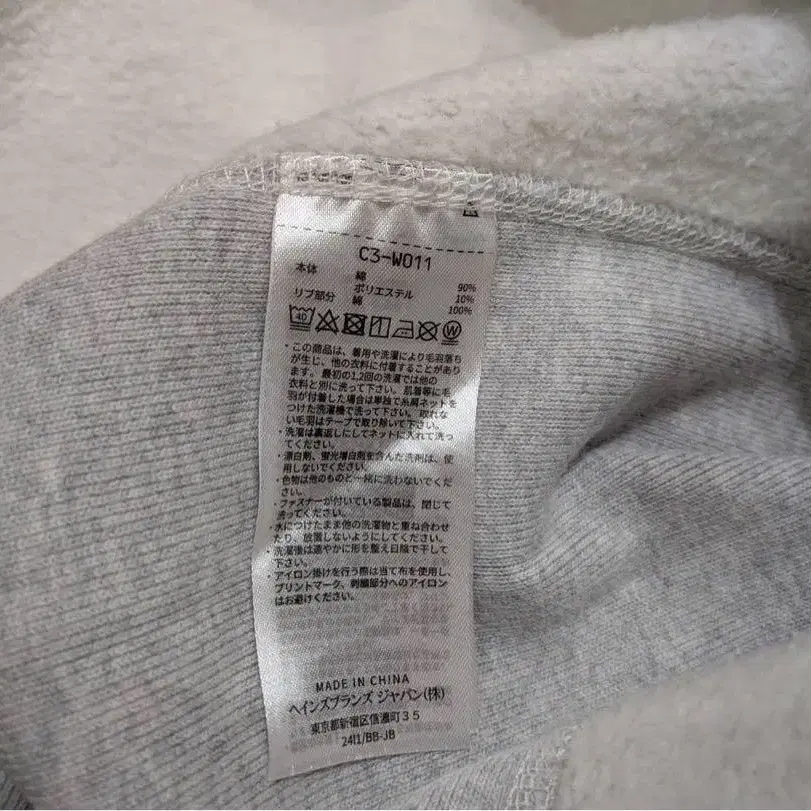 C3-W011
本体 綿 90%
ポリエステル 10%
リブ部分 綿 100%
40
W
・この商品は、着用や洗濯により毛羽落ち
が生じ、他の衣料に付着することがあり
ます。最初の1,2回の洗濯では他の
衣料と別に洗って下さい。肌着等に毛
羽が付着した場合は単独で糸屑ネットを
つけた洗濯機で洗って下さい。取れな
い毛羽はテープで取り除いて下さい。
・洗濯は裏返しにしてネットに入れて洗っ
てください。
・漂白剤、蛍光増白剤を含んだ洗剤は、使
用しないでください。
・色物は他のものと一緒に洗わないでくだ
さい。
・ファスナーが付いている製品は、閉じて
洗ってください。
・水につけたまま他の洗濯物と重ね合わせ
たり、放置しないようにしてください。
・洗濯後は速やかに形を整え日陰で干して
下さい。
・アイロン掛けを行う際は当て布を使用し、
プリントマーク、刺繍部分へのアイロン
はお避けください。
MADE IN CHINA
ヘインズブランズ ジャパン(株)
東京都新宿区信濃町35
24I1/BB-JB